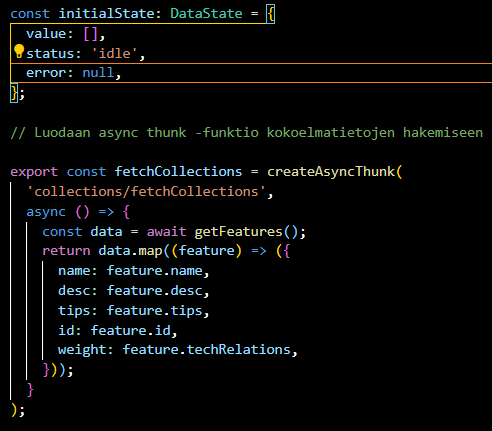 const initialState: DataState = {
  value: [],
  status: 'idle',
  error: null,
};
// Luodaan async thunk -funktio kokoelmatietojen hakemiseen
export const fetchCollections = createAsyncThunk(
  'collections/fetchCollections',
  async () => {
    const data = await getFeatures();
    return data.map((feature) => ({
      name: feature.name,
      desc: feature.desc,
      tips: feature.tips,
      id: feature.id,
      weight: feature.techRelations,
    }));
  }
);